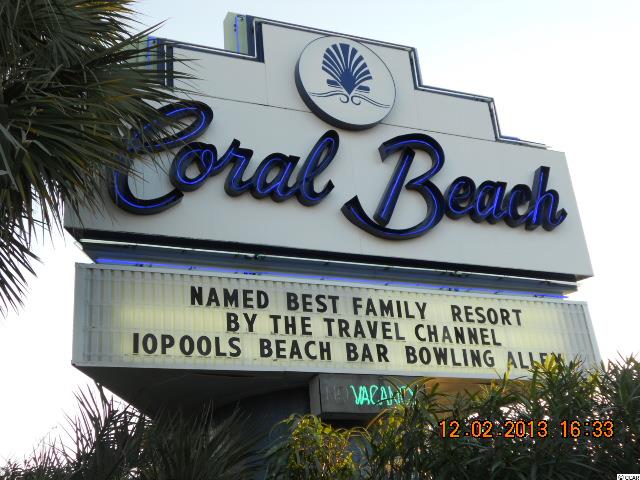 Coral Beach
NAMED BEST FAMILY RESORT
BY THE TRAVEL CHANNEL
10POOLS BEACH BAR BOWLING ALLEY
NO VACANCY
12.02.2013 16:33